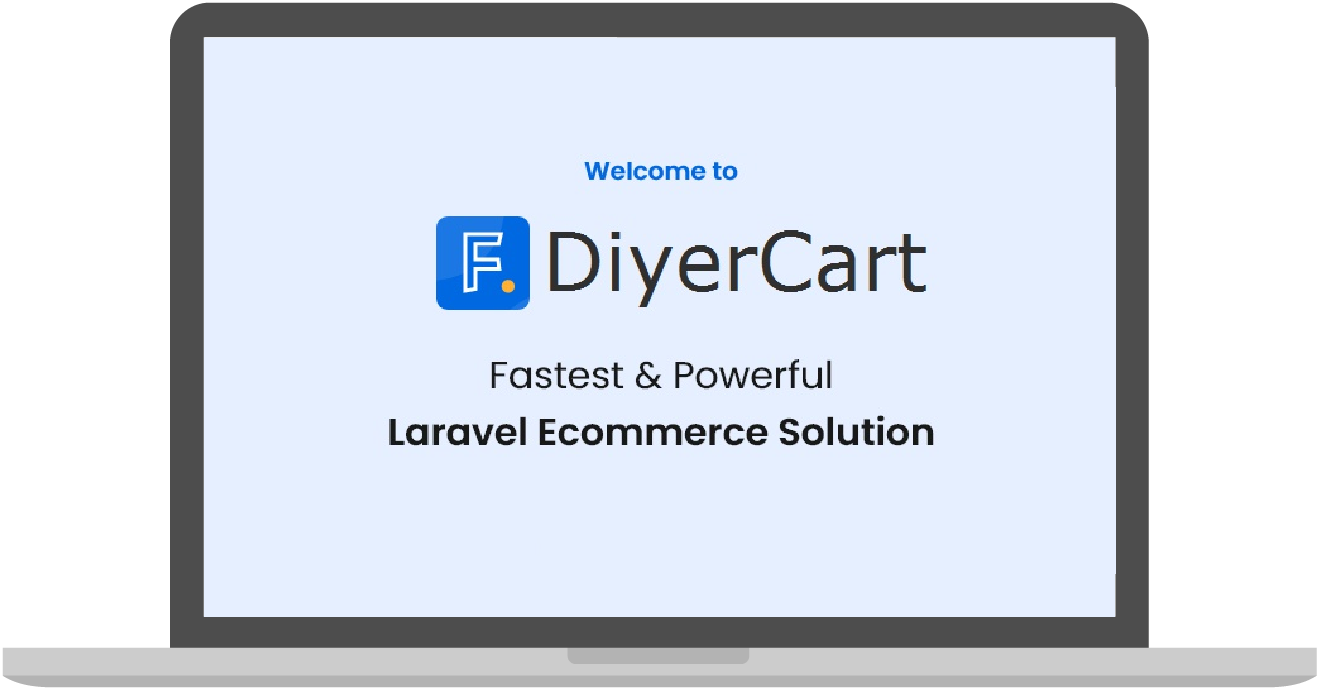 Welcome to
F. DiyerCart
Fastest & Powerful
Laravel Ecommerce Solution